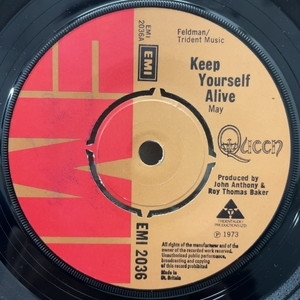 EMI
2036A
EMI
Feldman/
Trident Music
Keep
Yourself
Alive
May
Queen
Produced by
John Anthony &
Roy Thomas Baker
℗ 1973
EMI 2036
EMI
All rights of the manufacturer and of the
owner of the recorded work reserved.
Unauthorised public performance,
broadcasting and copying
of this record prohibited
Made in
Gt. Britain